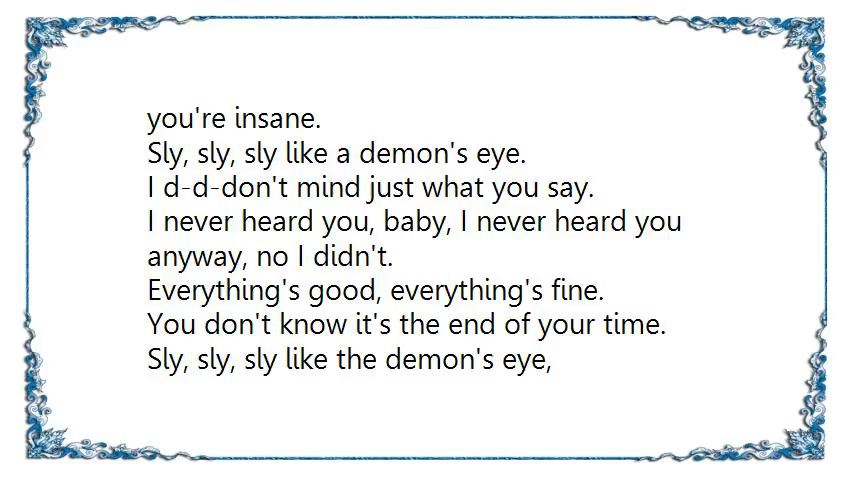 you're insane.
Sly, sly, sly like a demon's eye.
I d-d-don't mind just what you say.
I never heard you, baby, I never heard you
anyway, no I didn't.
Everything's good, everything's fine.
You don't know it's the end of your time.
Sly, sly, sly like the demon's eye,